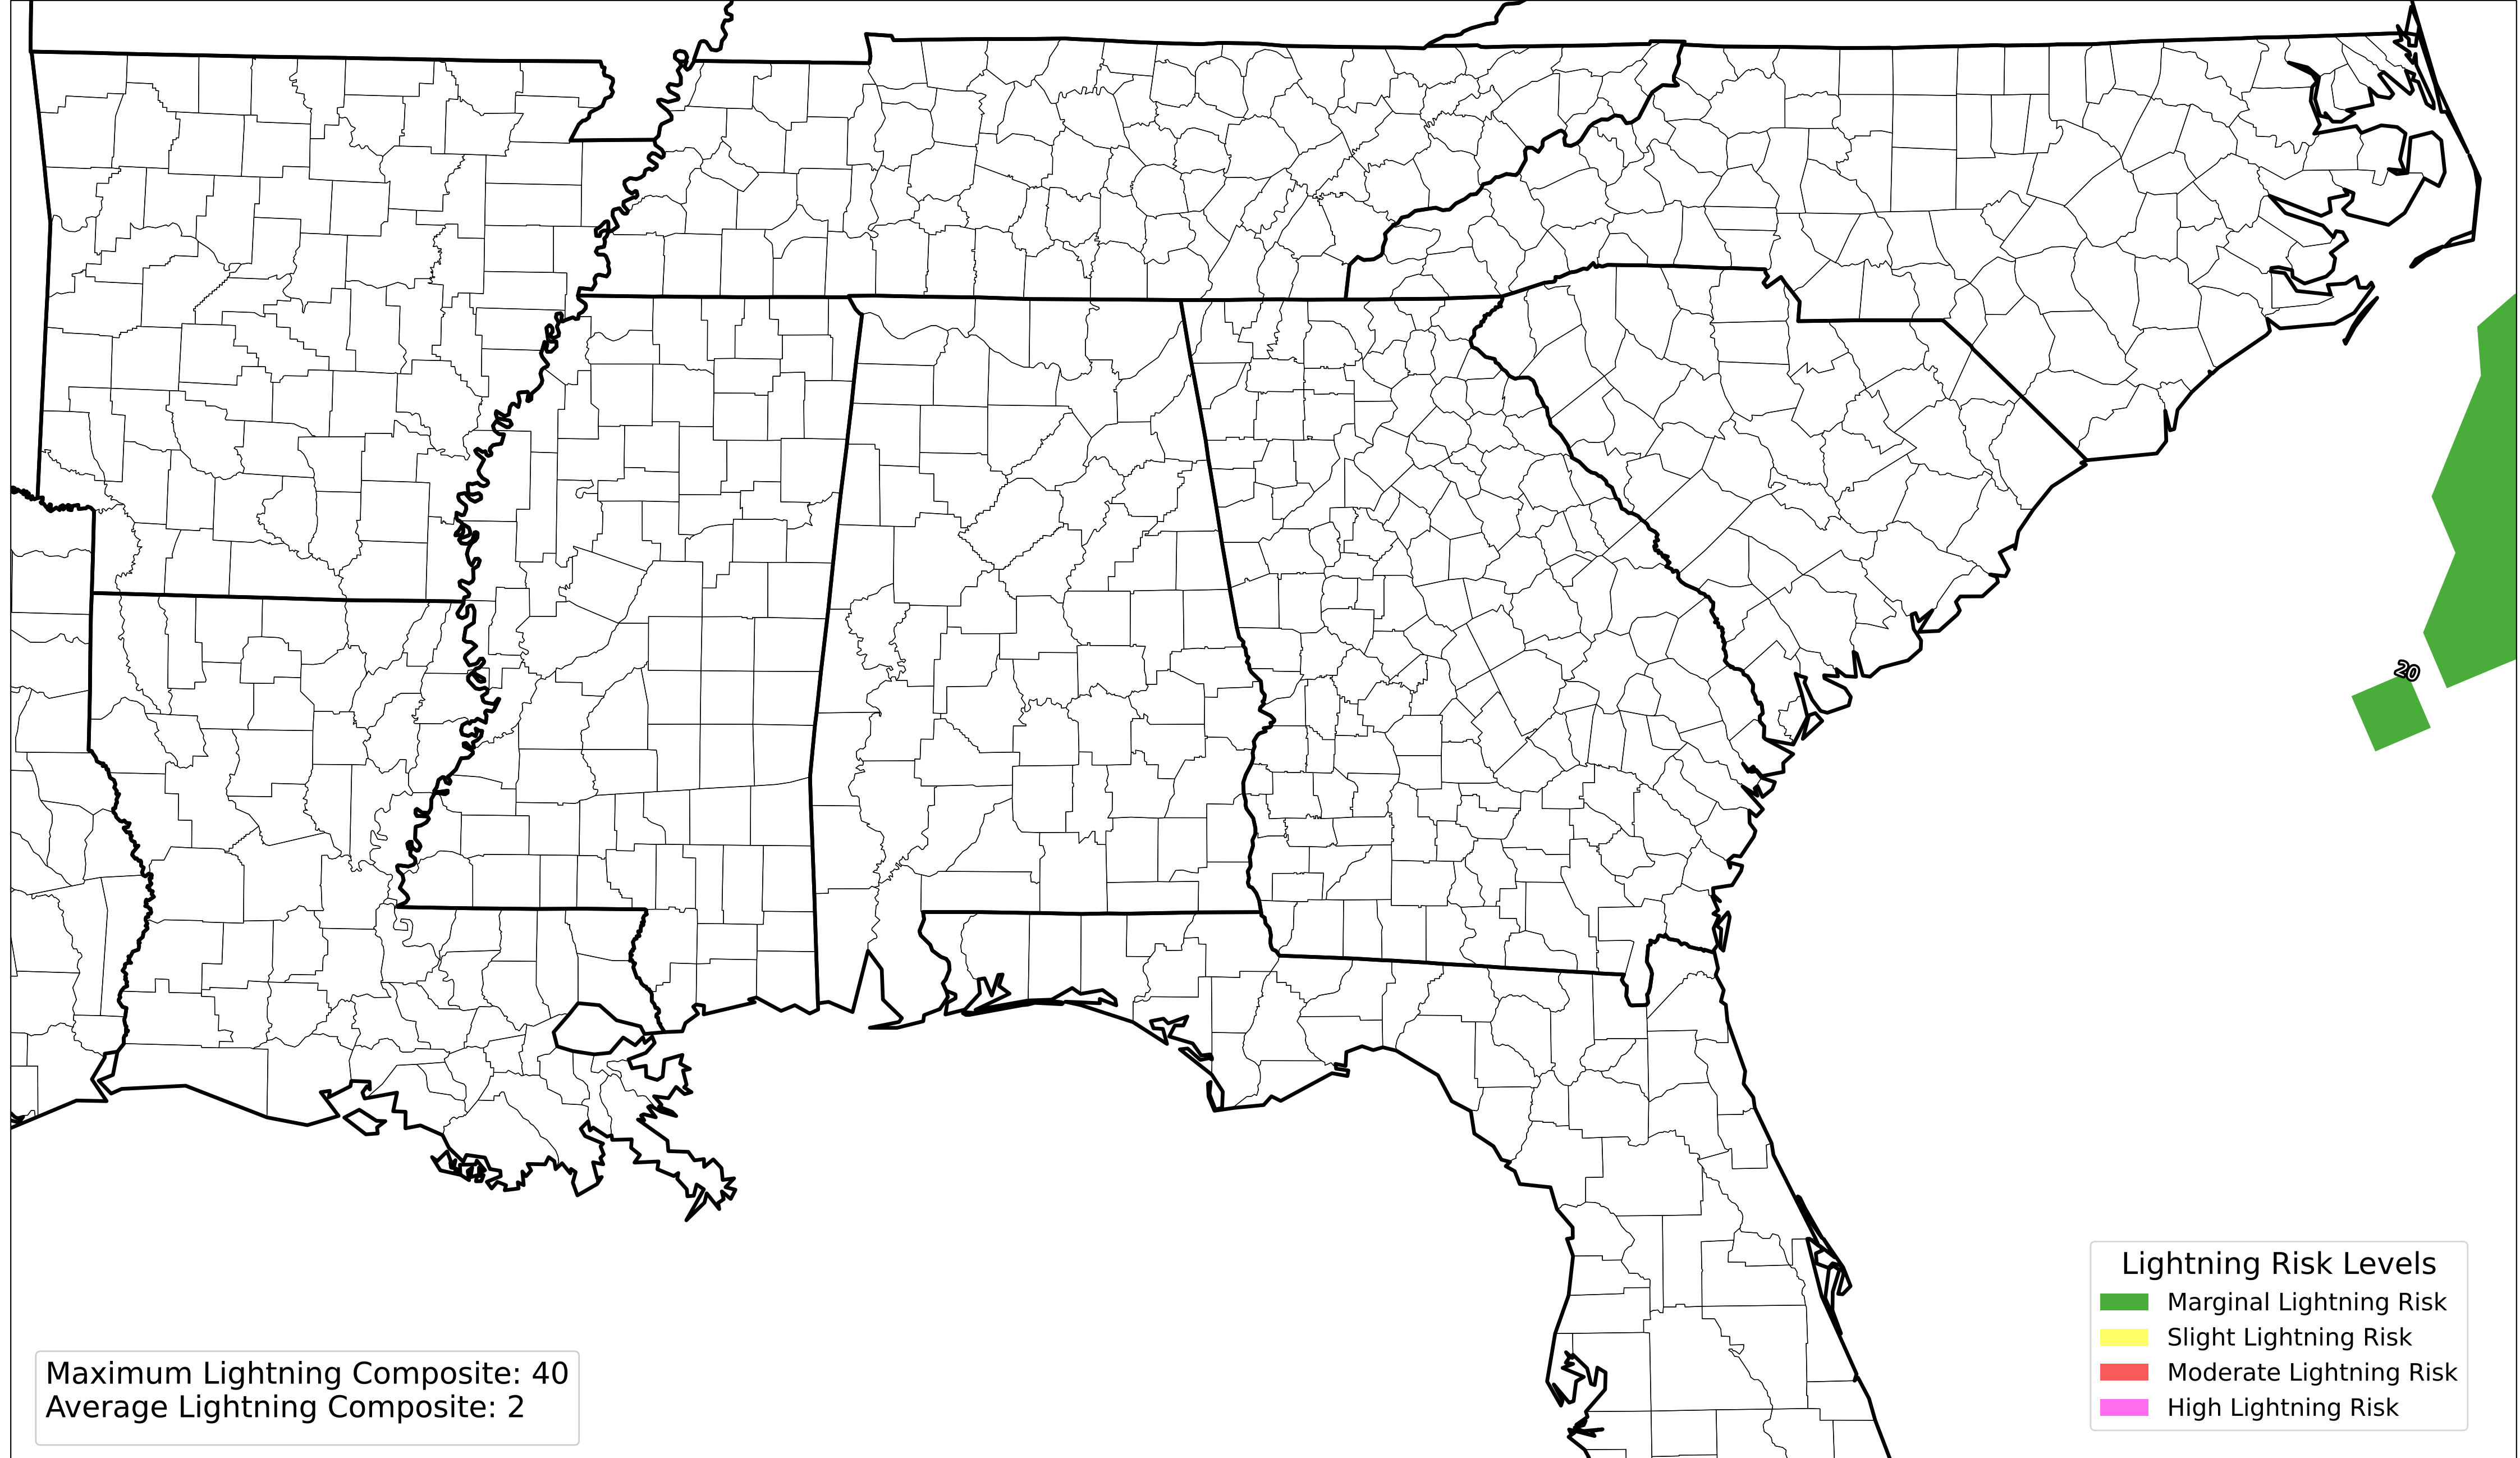 20
Lightning Risk Levels
Marginal Lightning Risk
Slight Lightning Risk
Moderate Lightning Risk
High Lightning Risk
Maximum Lightning Composite: 40
Average Lightning Composite: 2